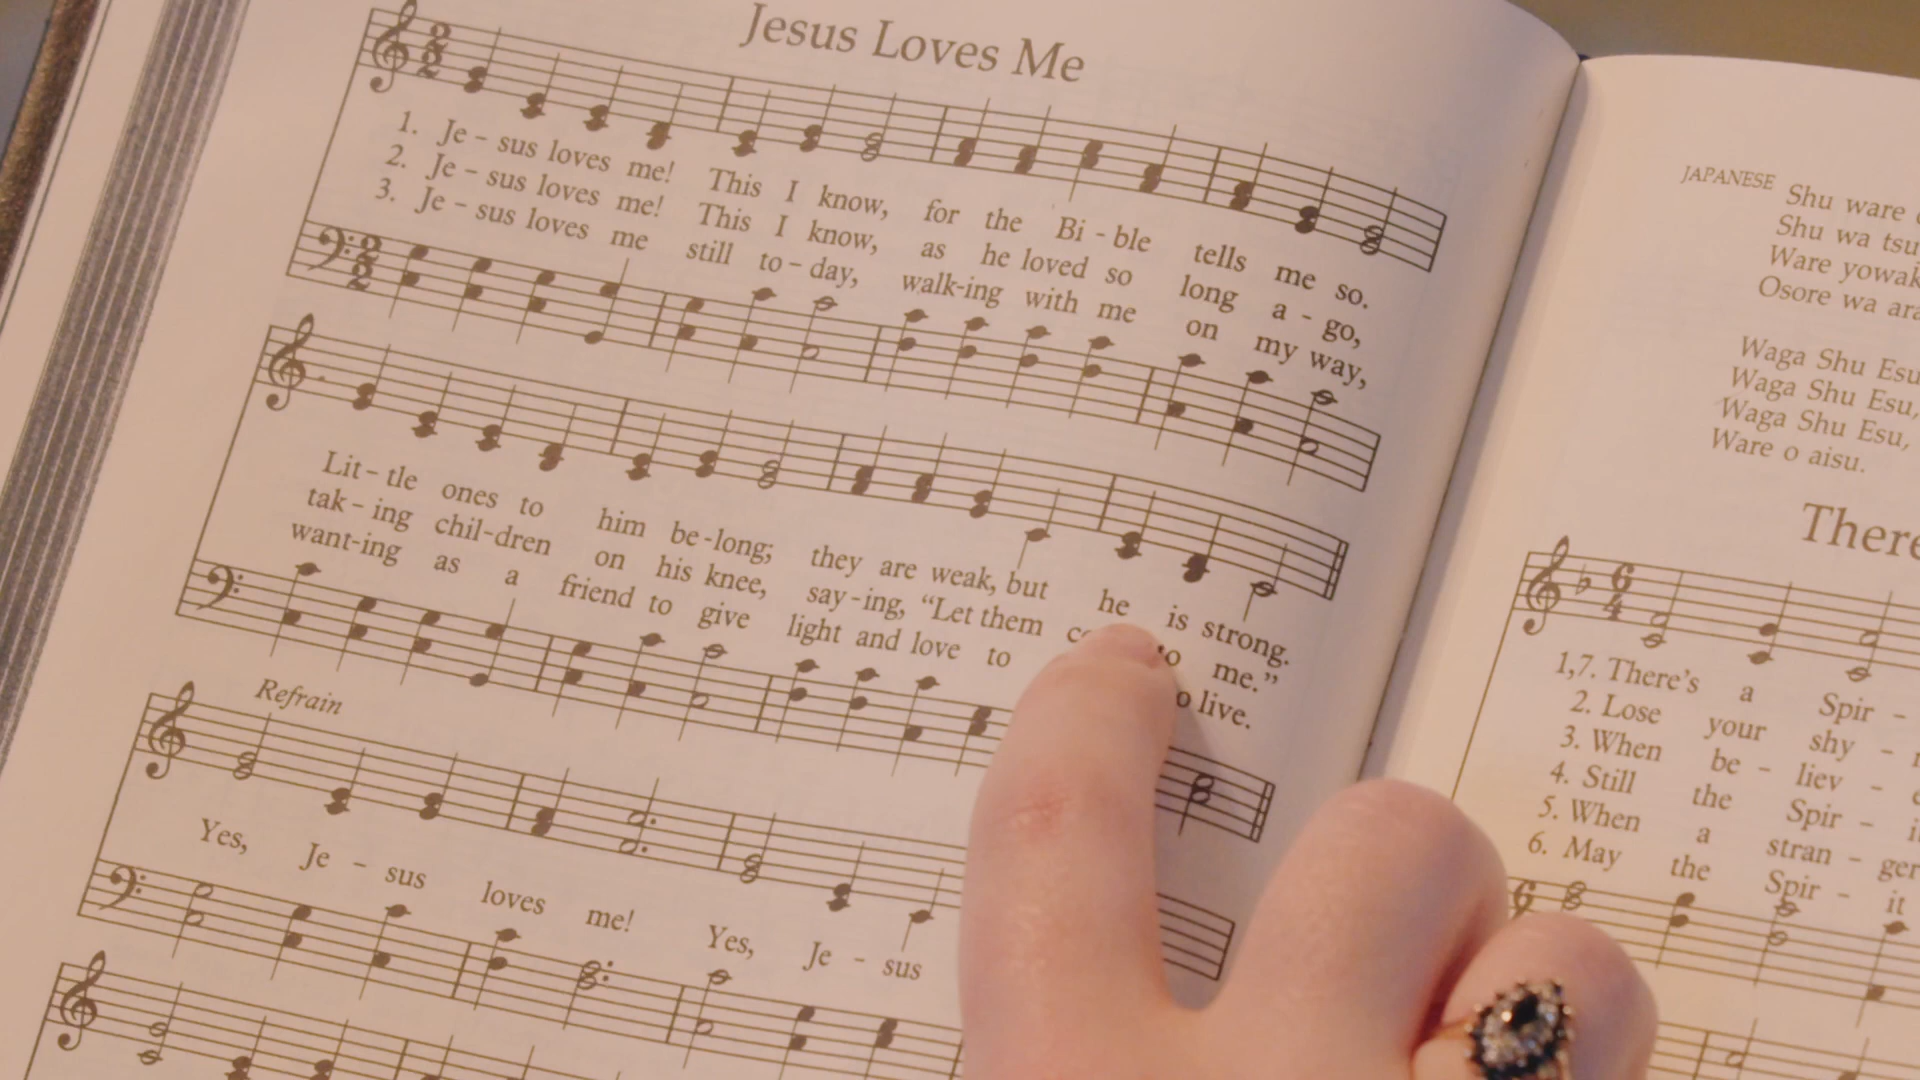 Jesus Loves Me
1. Je - sus loves me! This I know, for the Bi - ble tells me so.
2. Je - sus loves me! This I know, as he loved so long a - go,
3. Je - sus loves me still to - day, walk-ing with me on my way,
Lit - tle ones to him be - long; they are weak, but he is strong.
tak - ing chil - dren on his knee, say - ing, “Let them to me.”
want-ing as a friend to give light and love to live.
Refrain
Yes, Je - sus loves me! Yes, Je - sus
JAPANESE Shu ware
Shu wa
Ware
Osore wa
Waga Shu Esu
Waga Shu Esu,
Waga Shu Esu,
Ware o aisu.
There
1,7. There's a Spir -
2. Lose your shy -
3. When be - liev -
4. Still the Spir -
5. When a stran - ger
6. May the Spir - it